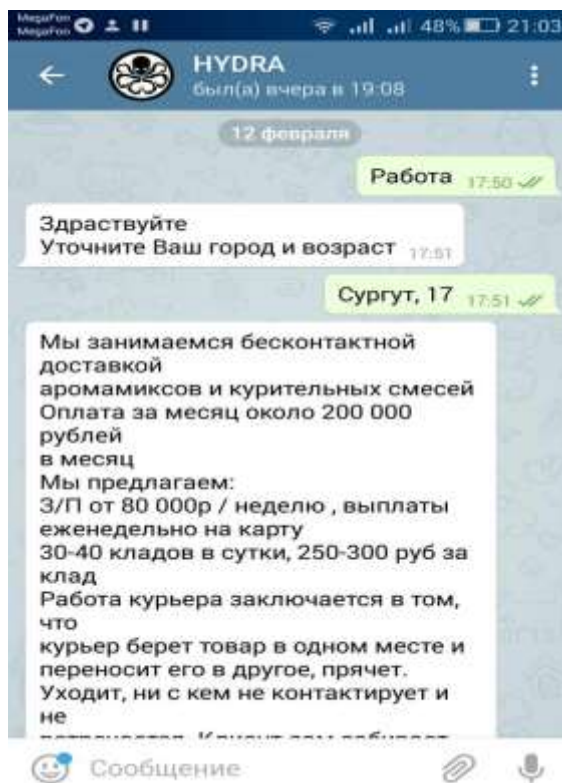 MegaFon
MegaFon
48% 21:03
HYDRA
был(а) вчера в 19:08
12 февраля
Работа 17:50
Здраствуйте
Уточните Ваш город и возраст 17:51
Сургут, 17 17:51
Мы занимаемся бесконтактной
доставкой
аромамиксов и курительных смесей
Оплата за месяц около 200 000
рублей
в месяц
Мы предлагаем:
З/П от 80 000р / неделю , выплаты
еженедельно на карту
30-40 кладов в сутки, 250-300 руб за
клад
Работа курьера заключается в том,
что
курьер берет товар в одном месте и
переносит его в другое, прячет.
Уходит, ни с кем не контактирует и
не
Сообщение